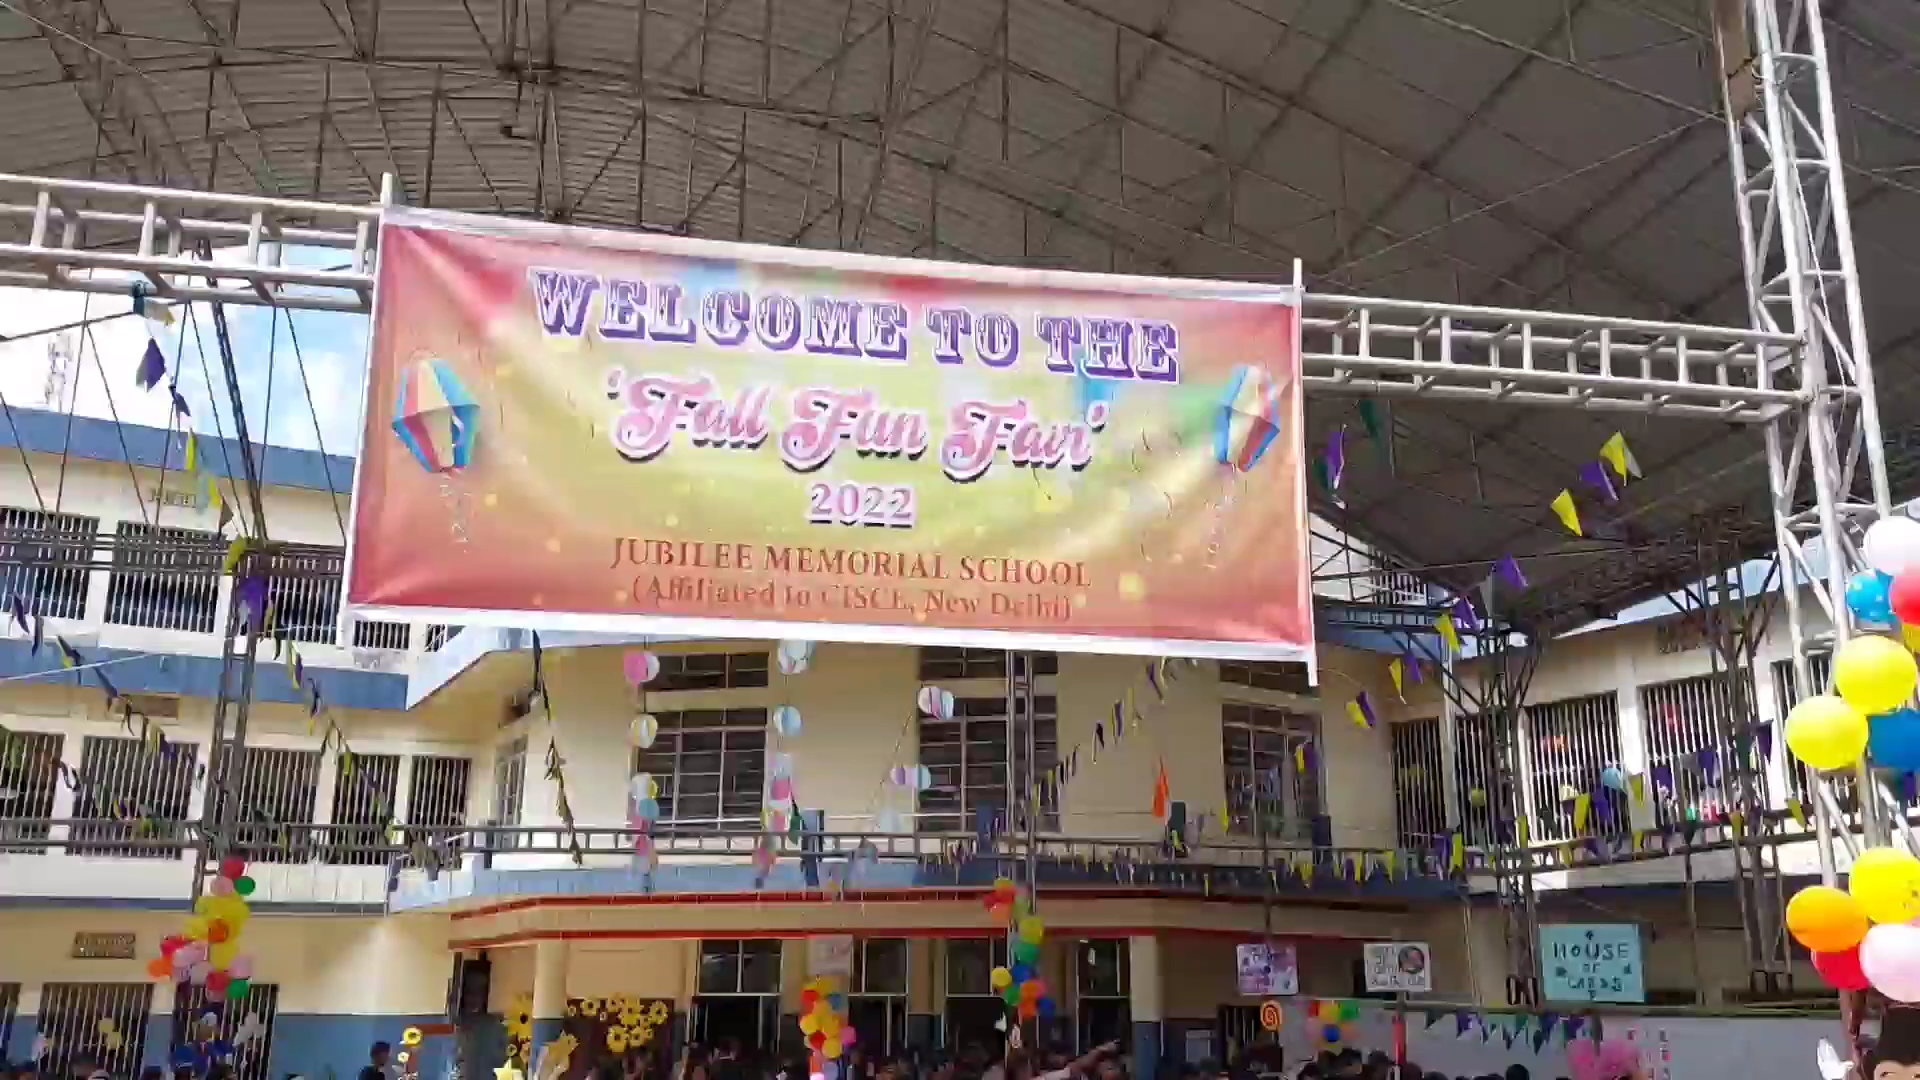 WELCOME TO THE
'Fall Fun Fair'
2022
JUBILEE MEMORIAL SCHOOL
(Affiliated to CISCE, New Delhi)
HOUSE
OF
CARDS